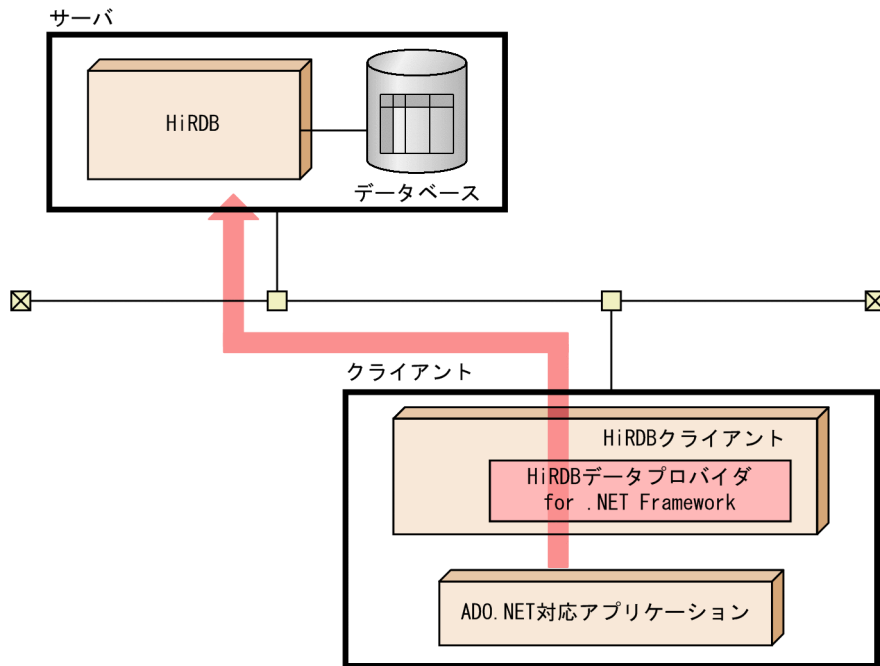 サーバ
HiRDB
データベース
クライアント
HiRDBクライアント
HiRDBデータプロバイダ
for .NET Framework
ADO.NET対応アプリケーション